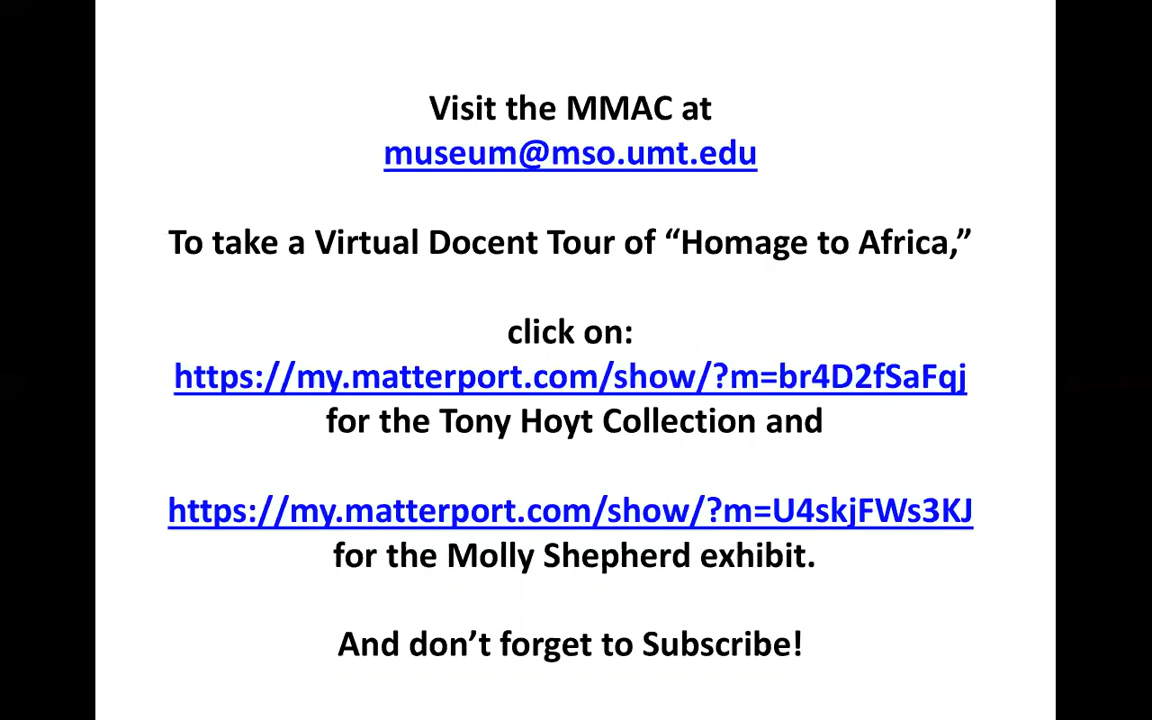 Visit the MMAC at
museum@mso.umt.edu
To take a Virtual Docent Tour of “Homage to Africa,”
click on:
https://my.matterport.com/show/?m=br4D2fSaFqj
for the Tony Hoyt Collection and
https://my.matterport.com/show/?m=U4skjFWs3KJ
for the Molly Shepherd exhibit.
And don’t forget to Subscribe!